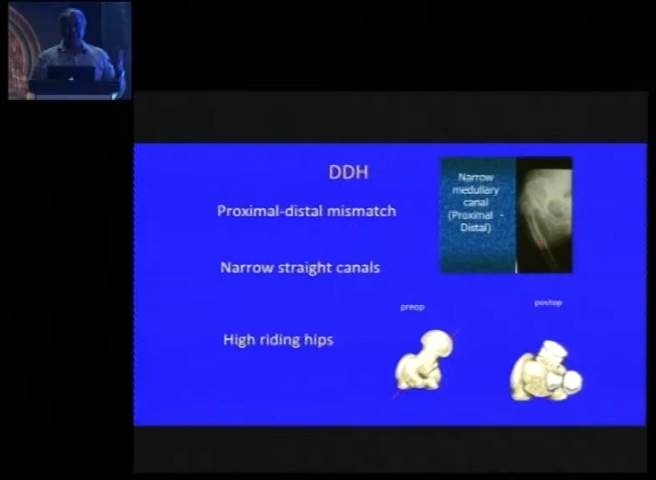 DDH
Proximal-distal mismatch
Narrow straight canals
High riding hips
Narrow
medullary
canal
(Proximal -
Distal)
preop
postop